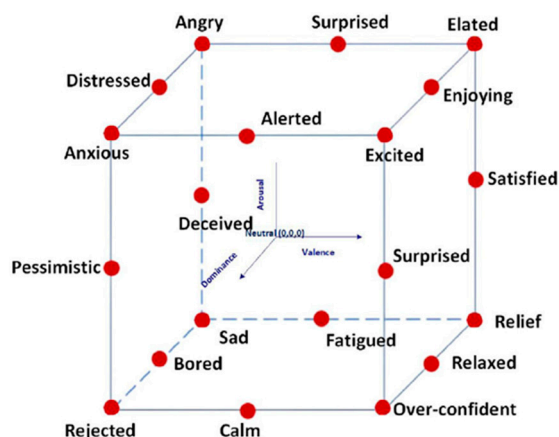 Angry
Surprised
Elated
Distressed
Enjoying
Anxious
Alerted
Excited
Arousal
Satisfied
Deceived
Neutral (0,0,0)
Valence
Dominance
Pessimistic
Surprised
Sad
Fatigued
Relief
Bored
Relaxed
Rejected
Calm
Over-confident